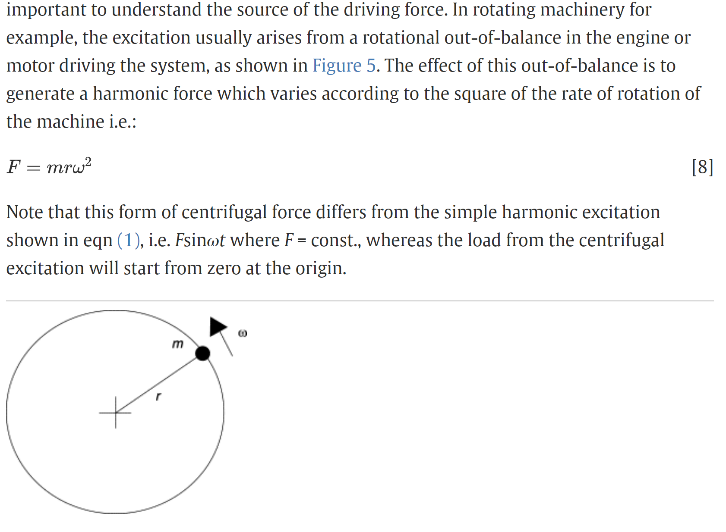 important to understand the source of the driving force. In rotating machinery for
example, the excitation usually arises from a rotational out-of-balance in the engine or
motor driving the system, as shown in Figure 5. The effect of this out-of-balance is to
generate a harmonic force which varies according to the square of the rate of rotation of
the machine i.e.:
F = mrω² [8]
Note that this form of centrifugal force differs from the simple harmonic excitation
shown in eqn (1), i.e. Fsinωt where F = const., whereas the load from the centrifugal
excitation will start from zero at the origin.
ω
m
r